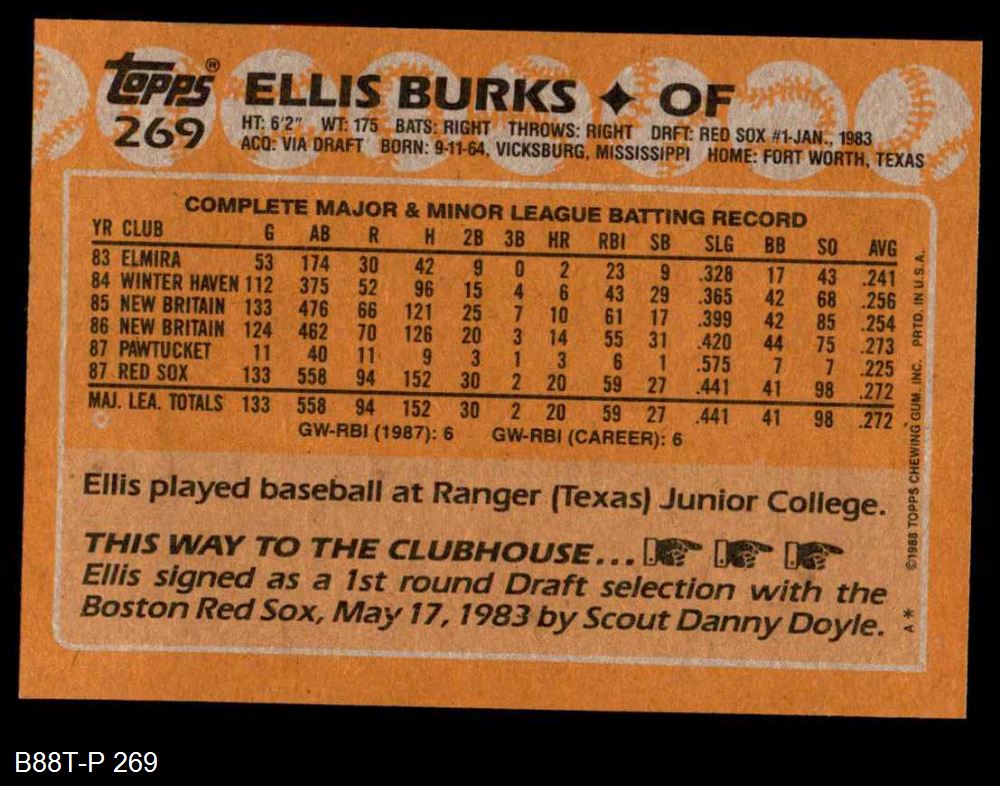 Topps® ELLIS BURKS ✦ OF
269 HT: 6'2" WT: 175 BATS: RIGHT THROWS: RIGHT DRFT: RED SOX #1-JAN., 1983
ACQ: VIA DRAFT BORN: 9-11-64, VICKSBURG, MISSISSIPPI HOME: FORT WORTH, TEXAS
COMPLETE MAJOR & MINOR LEAGUE BATTING RECORD
YR CLUB G AB R H 2B 3B HR RBI SB SLG BB SO AVG
83 ELMIRA 53 174 30 42 9 0 2 23 9 .328 17 43 .241
84 WINTER HAVEN 112 375 52 96 15 4 6 43 29 .365 42 68 .256
85 NEW BRITAIN 133 476 66 121 25 7 10 61 17 .399 42 85 .254
86 NEW BRITAIN 124 462 70 126 20 3 14 55 31 .420 44 75 .273
87 PAWTUCKET 11 40 11 9 3 1 3 6 1 .575 7 7 .225
87 RED SOX 133 558 94 152 30 2 20 59 27 .441 41 98 .272
MAJ. LEA. TOTALS 133 558 94 152 30 2 20 59 27 .441 41 98 .272
GW-RBI (1987): 6 GW-RBI (CAREER): 6
Ellis played baseball at Ranger (Texas) Junior College.
THIS WAY TO THE CLUBHOUSE...
Ellis signed as a 1st round Draft selection with the
Boston Red Sox, May 17, 1983 by Scout Danny Doyle.
A* ©1988 TOPPS CHEWING GUM, INC. PRTD. IN U.S.A.
B88T-P 269